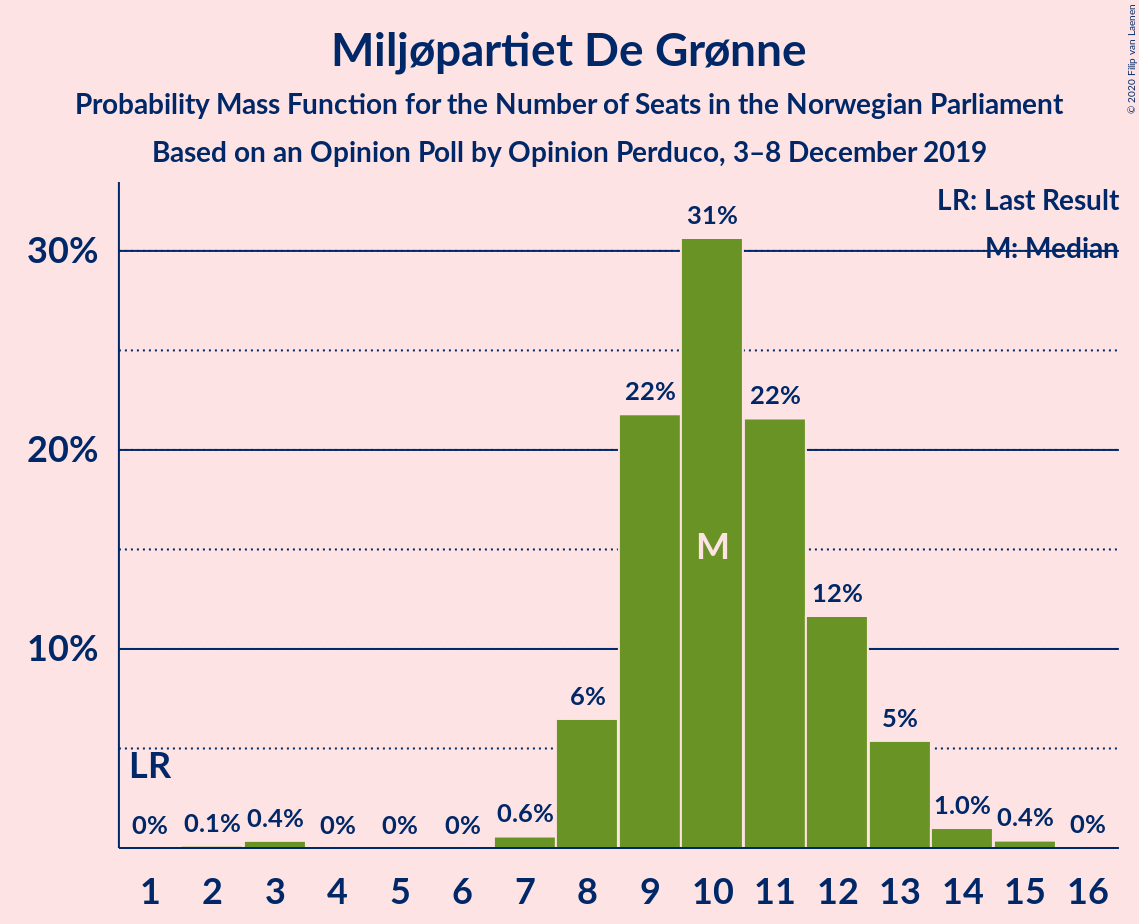 Miljøpartiet De Grønne
Probability Mass Function for the Number of Seats in the Norwegian Parliament
Based on an Opinion Poll by Opinion Perduco, 3–8 December 2019
© 2020 Filip van Laenen
LR: Last Result
M: Median
30%
20%
10%
LR
0%
0.1%
0.4%
0%
0%
0%
0.6%
6%
22%
31%
M
22%
12%
5%
1.0%
0.4%
0%
1 2 3 4 5 6 7 8 9 10 11 12 13 14 15 16